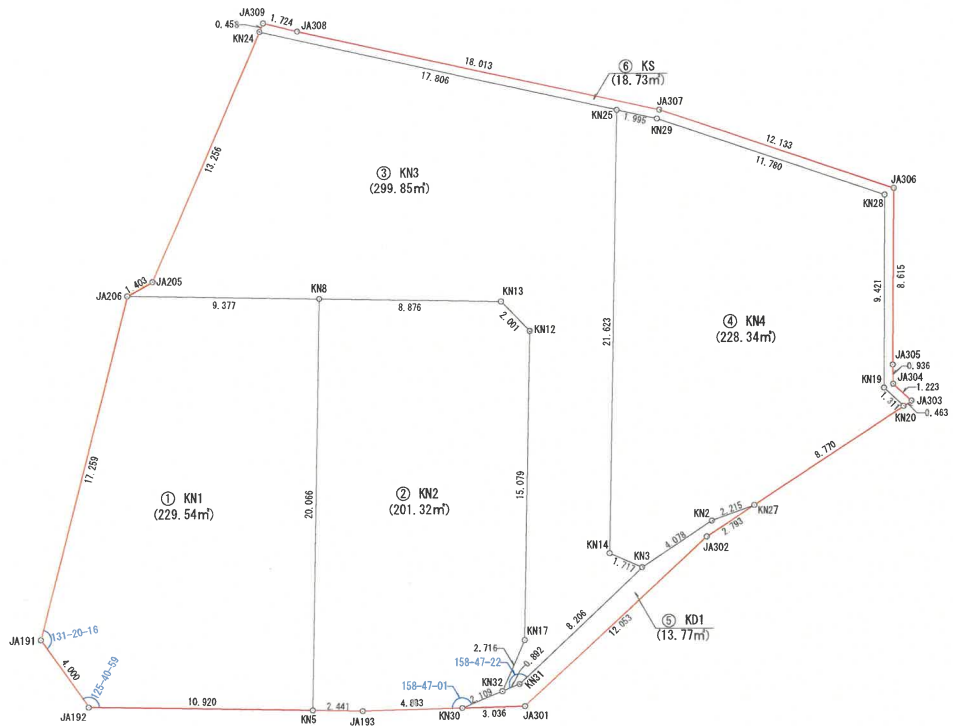 JA309
1.724
JA308
0.458
KN24
18.013
17.806
⑥ KS
(18.73㎡)
JA307
KN25
1.995
KN29
12.133
11.780
13.256
③ KN3
(299.85㎡)
JA306
KN28
8.615
9.421
1.403
JA205
JA206
KN8
KN13
9.377
8.876
2.001
KN12
21.623
④ KN4
(228.34㎡)
JA305
0.936
JA304
KN19
1.223
JA303
1.311
KN20
0.463
8.770
17.259
① KN1
(229.54㎡)
20.066
② KN2
(201.32㎡)
15.079
KN2
2.215
KN27
2.793
JA302
4.078
KN14
KN3
1.717
8.206
12.053
⑤ KD1
(13.77㎡)
JA191
131-20-16
KN17
2.716
0.892
158-47-22
4.000
125-40-59
158-47-01
KN32
KN31
2.109
JA192
10.920
KN5
2.441
JA193
4.883
KN30
3.036
JA301